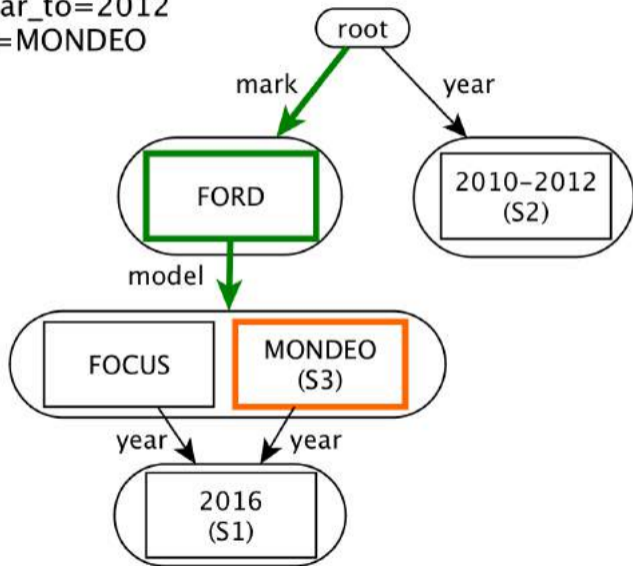 ar_to=2012
=MONDEO
root
mark
year
FORD
2010-2012
(S2)
model
FOCUS
MONDEO
(S3)
year
year
2016
(S1)